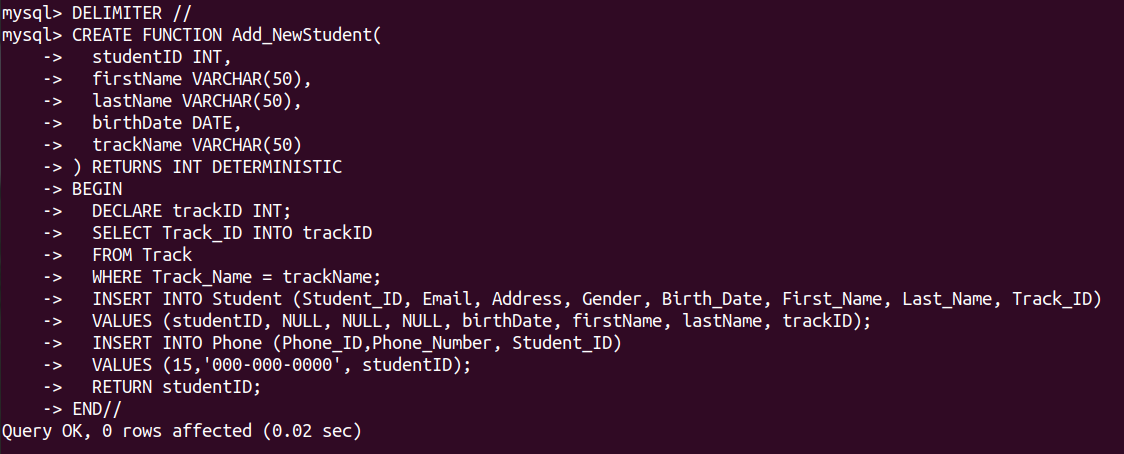 mysql> DELIMITER //
mysql> CREATE FUNCTION Add_NewStudent(
    ->   studentID INT,
    ->   firstName VARCHAR(50),
    ->   lastName VARCHAR(50),
    ->   birthDate DATE,
    ->   trackName VARCHAR(50)
    -> ) RETURNS INT DETERMINISTIC
    -> BEGIN
    ->   DECLARE trackID INT;
    ->   SELECT Track_ID INTO trackID
    ->   FROM Track
    ->   WHERE Track_Name = trackName;
    ->   INSERT INTO Student (Student_ID, Email, Address, Gender, Birth_Date, First_Name, Last_Name, Track_ID)
    ->   VALUES (studentID, NULL, NULL, NULL, birthDate, firstName, lastName, trackID);
    ->   INSERT INTO Phone (Phone_ID,Phone_Number, Student_ID)
    ->   VALUES (15,'000-000-0000', studentID);
    ->   RETURN studentID;
    -> END//
Query OK, 0 rows affected (0.02 sec)